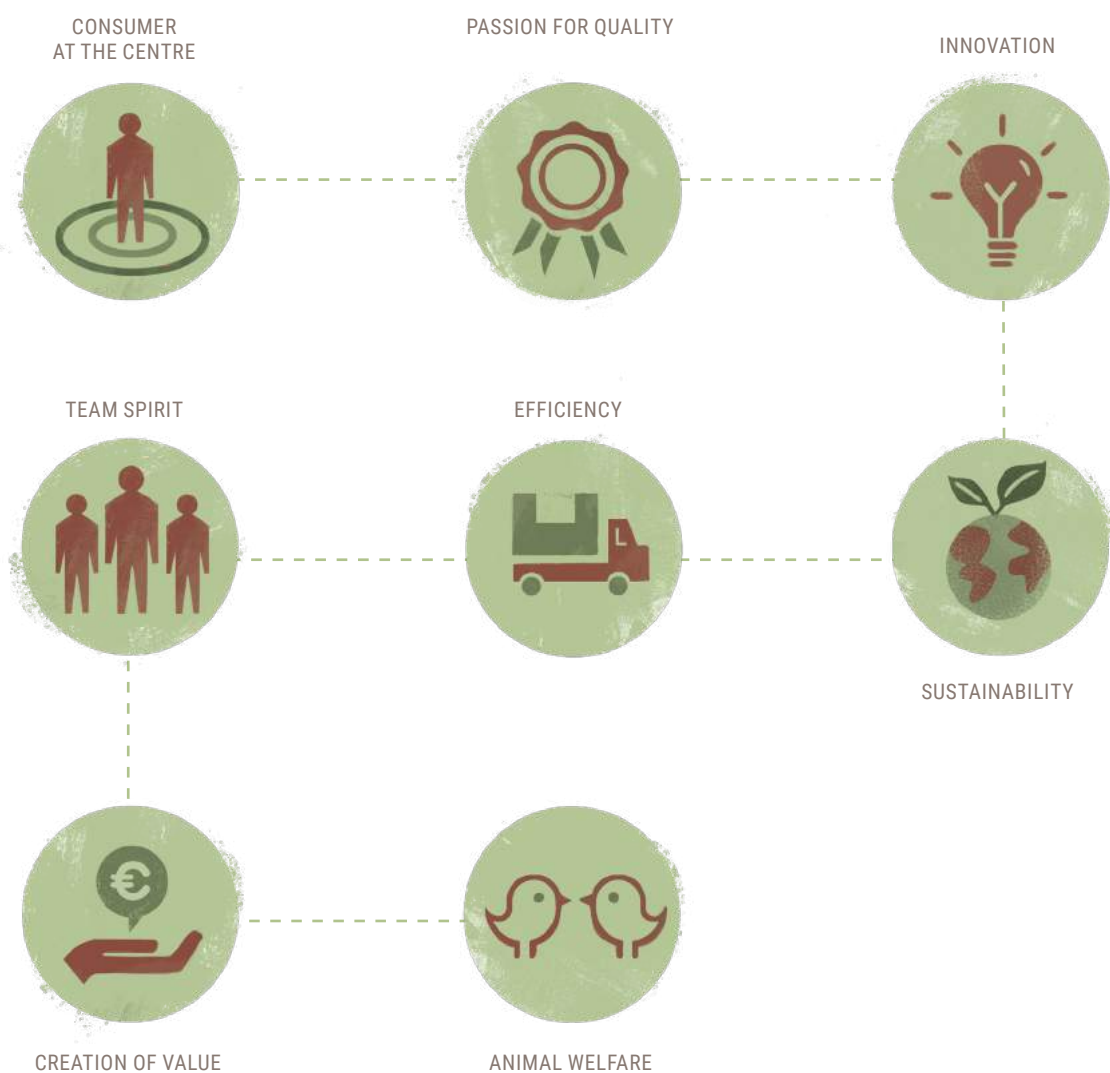 CONSUMER
AT THE CENTRE
PASSION FOR QUALITY
INNOVATION
TEAM SPIRIT
EFFICIENCY
SUSTAINABILITY
€
CREATION OF VALUE
ANIMAL WELFARE